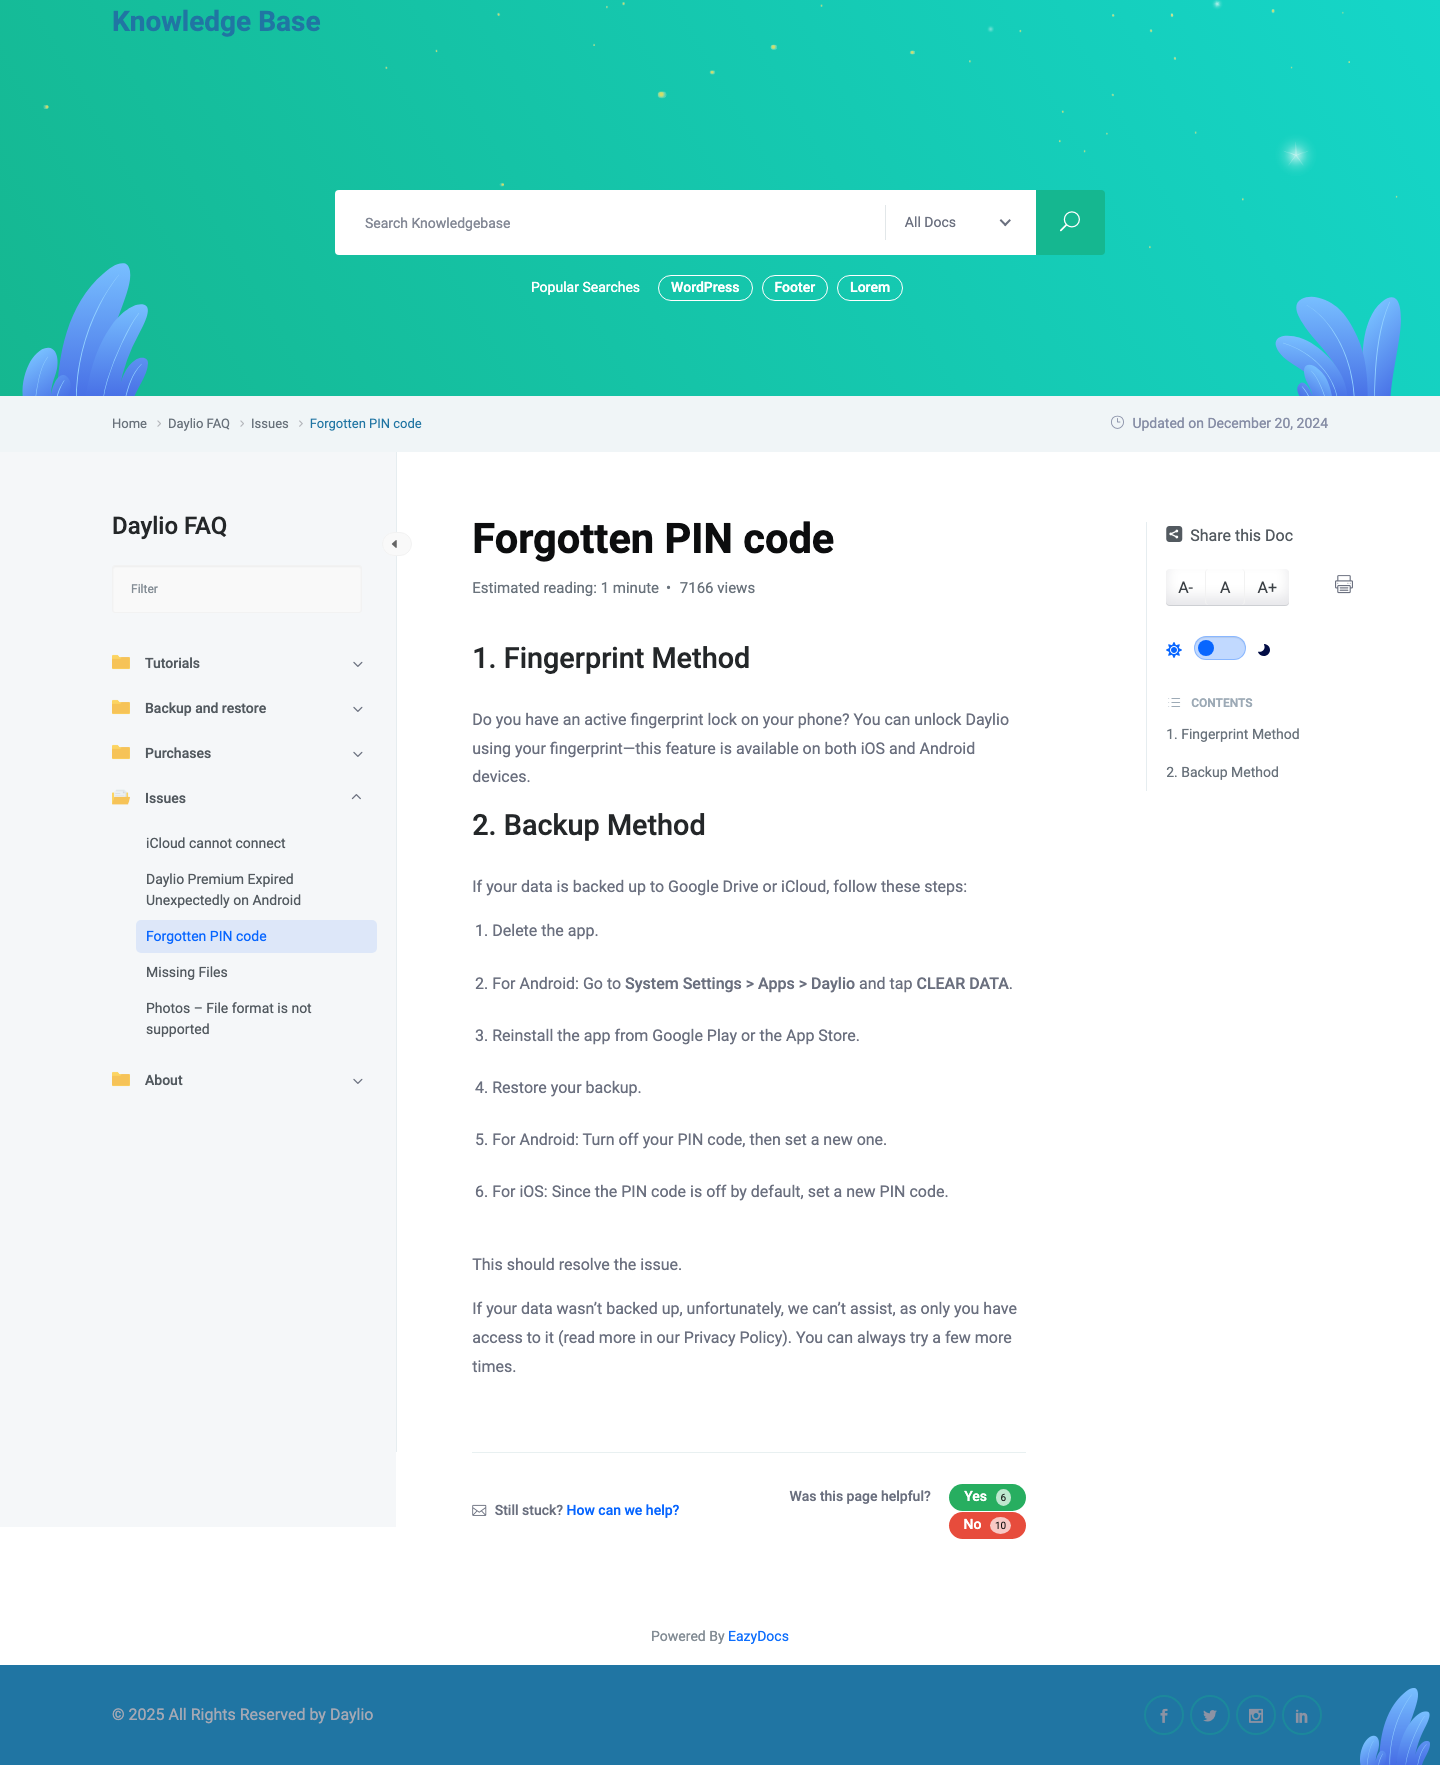 Knowledge Base
Search Knowledgebase
All Docs
Popular Searches WordPress Footer Lorem
Home Daylio FAQ Issues Forgotten PIN code
Updated on December 20, 2024
Daylio FAQ
Filter
Tutorials
Backup and restore
Purchases
Issues
iCloud cannot connect
Daylio Premium Expired
Unexpectedly on Android
Forgotten PIN code
Missing Files
Photos – File format is not
supported
About
Forgotten PIN code
Estimated reading: 1 minute • 7166 views
1. Fingerprint Method
Do you have an active fingerprint lock on your phone? You can unlock Daylio
using your fingerprint—this feature is available on both iOS and Android
devices.
2. Backup Method
If your data is backed up to Google Drive or iCloud, follow these steps:
1. Delete the app.
2. For Android: Go to System Settings > Apps > Daylio and tap CLEAR DATA.
3. Reinstall the app from Google Play or the App Store.
4. Restore your backup.
5. For Android: Turn off your PIN code, then set a new one.
6. For iOS: Since the PIN code is off by default, set a new PIN code.
This should resolve the issue.
If your data wasn’t backed up, unfortunately, we can’t assist, as only you have
access to it (read more in our Privacy Policy). You can always try a few more
times.
Still stuck? How can we help?
Was this page helpful? Yes 6
No 10
Share this Doc
A- A A+
CONTENTS
1. Fingerprint Method
2. Backup Method
Powered By EazyDocs
© 2025 All Rights Reserved by Daylio